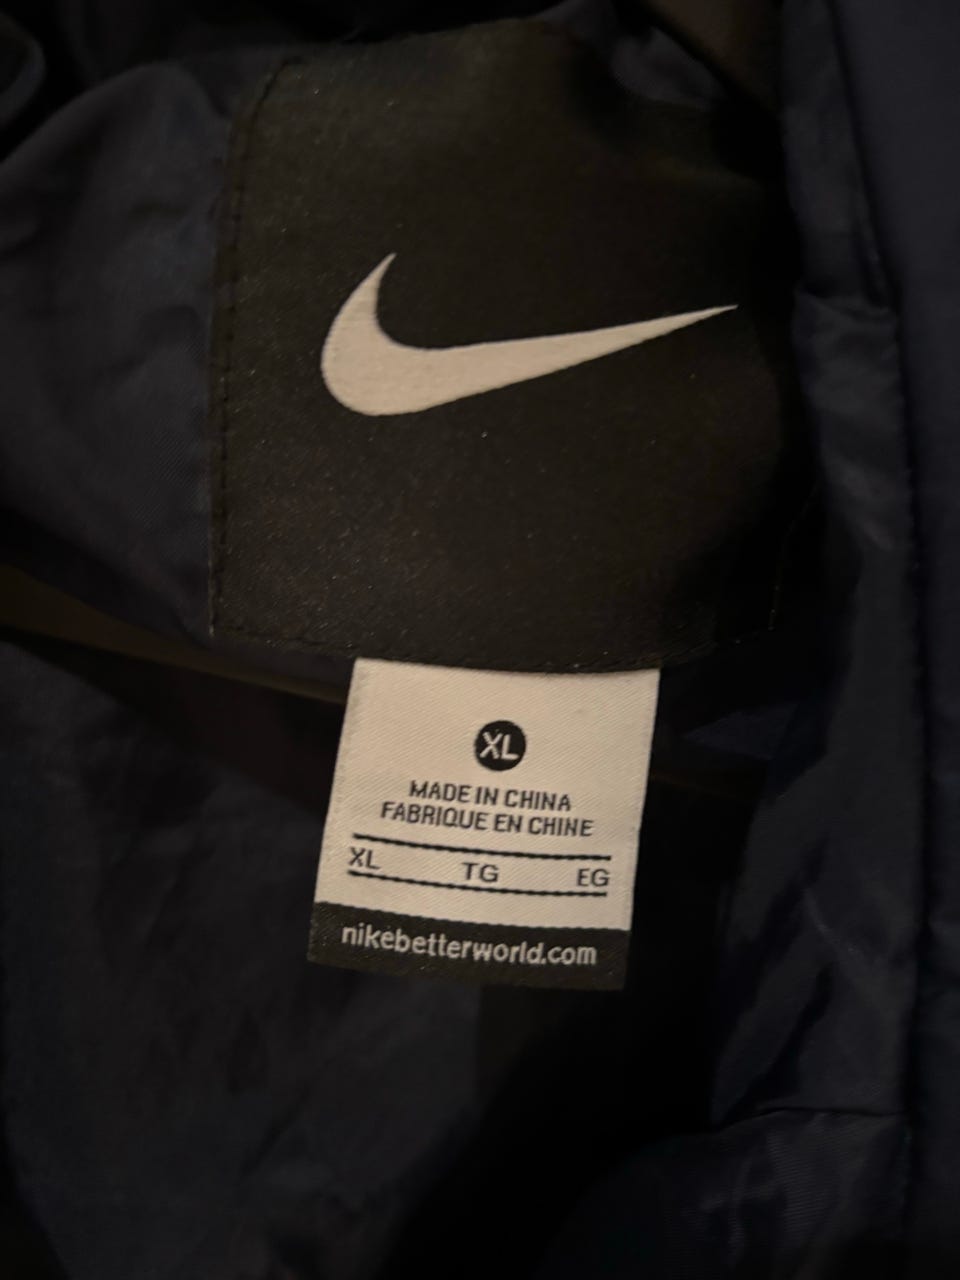 XL
MADE IN CHINA
FABRIQUE EN CHINE
XL TG EG
nikebetterworld.com